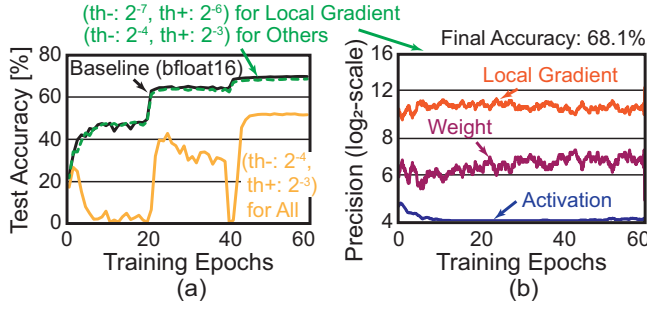 (th-: 2⁻⁷, th+: 2⁻⁶) for Local Gradient
(th-: 2⁻⁴, th+: 2⁻³) for Others
Test Accuracy [%]
80
60
40
20
0
Baseline (bfloat16)
(th-: 2⁻⁴,
th+: 2⁻³)
for All
0
20
40
60
Training Epochs
(a)
Final Accuracy: 68.1%
Precision (log₂-scale)
16
12
8
6
4
Local Gradient
Weight
Activation
0
20
40
60
Training Epochs
(b)